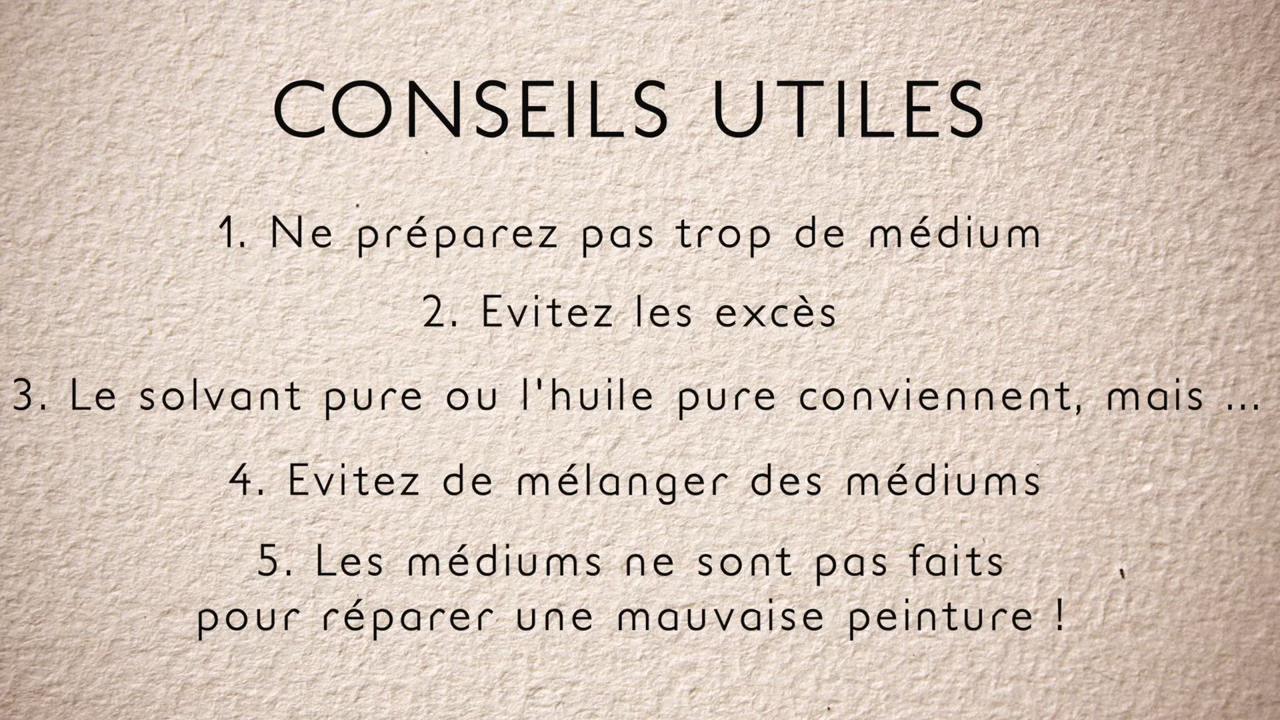 CONSEILS UTILES
1. Ne préparez pas trop de médium
2. Evitez les excès
3. Le solvant pure ou l'huile pure conviennent, mais ...
4. Evitez de mélanger des médiums
5. Les médiums ne sont pas faits
pour réparer une mauvaise peinture !